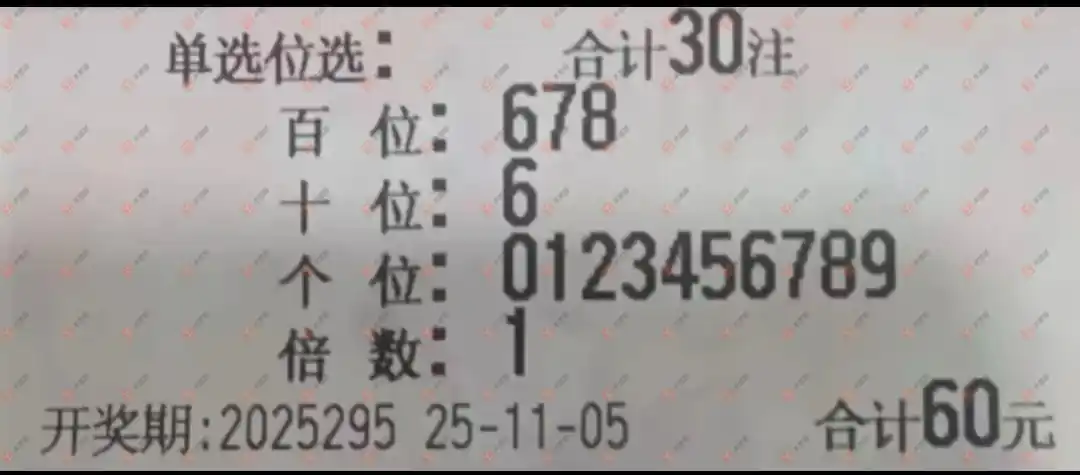 单选位选: 合计30注
百位: 678
十位: 6
个位: 0123456789
倍数: 1
开奖期:2025295 25-11-05 合计60元